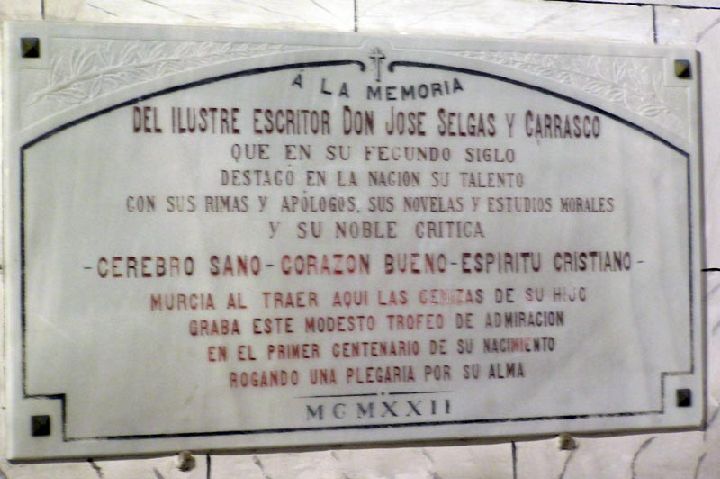 A LA MEMORIA
DEL ILUSTRE ESCRITOR DON JOSE SELGAS Y CARRASCO
QUE EN SU FECUNDO SIGLO
DESTACÓ EN LA NACION SU TALENTO
CON SUS RIMAS Y APÓLOGOS, SUS NOVELAS Y ESTUDIOS MORALES
Y SU NOBLE CRITICA
-CEREBRO SANO-CORAZON BUENO-ESPIRITU CRISTIANO-
MURCIA AL TRAER AQUI LAS CENIZAS DE SU HIJO
GRABA ESTE MODESTO TROFEO DE ADMIRACION
EN EL PRIMER CENTENARIO DE SU NACIMIENTO
ROGANDO UNA PLEGARIA POR SU ALMA
MCMXXII